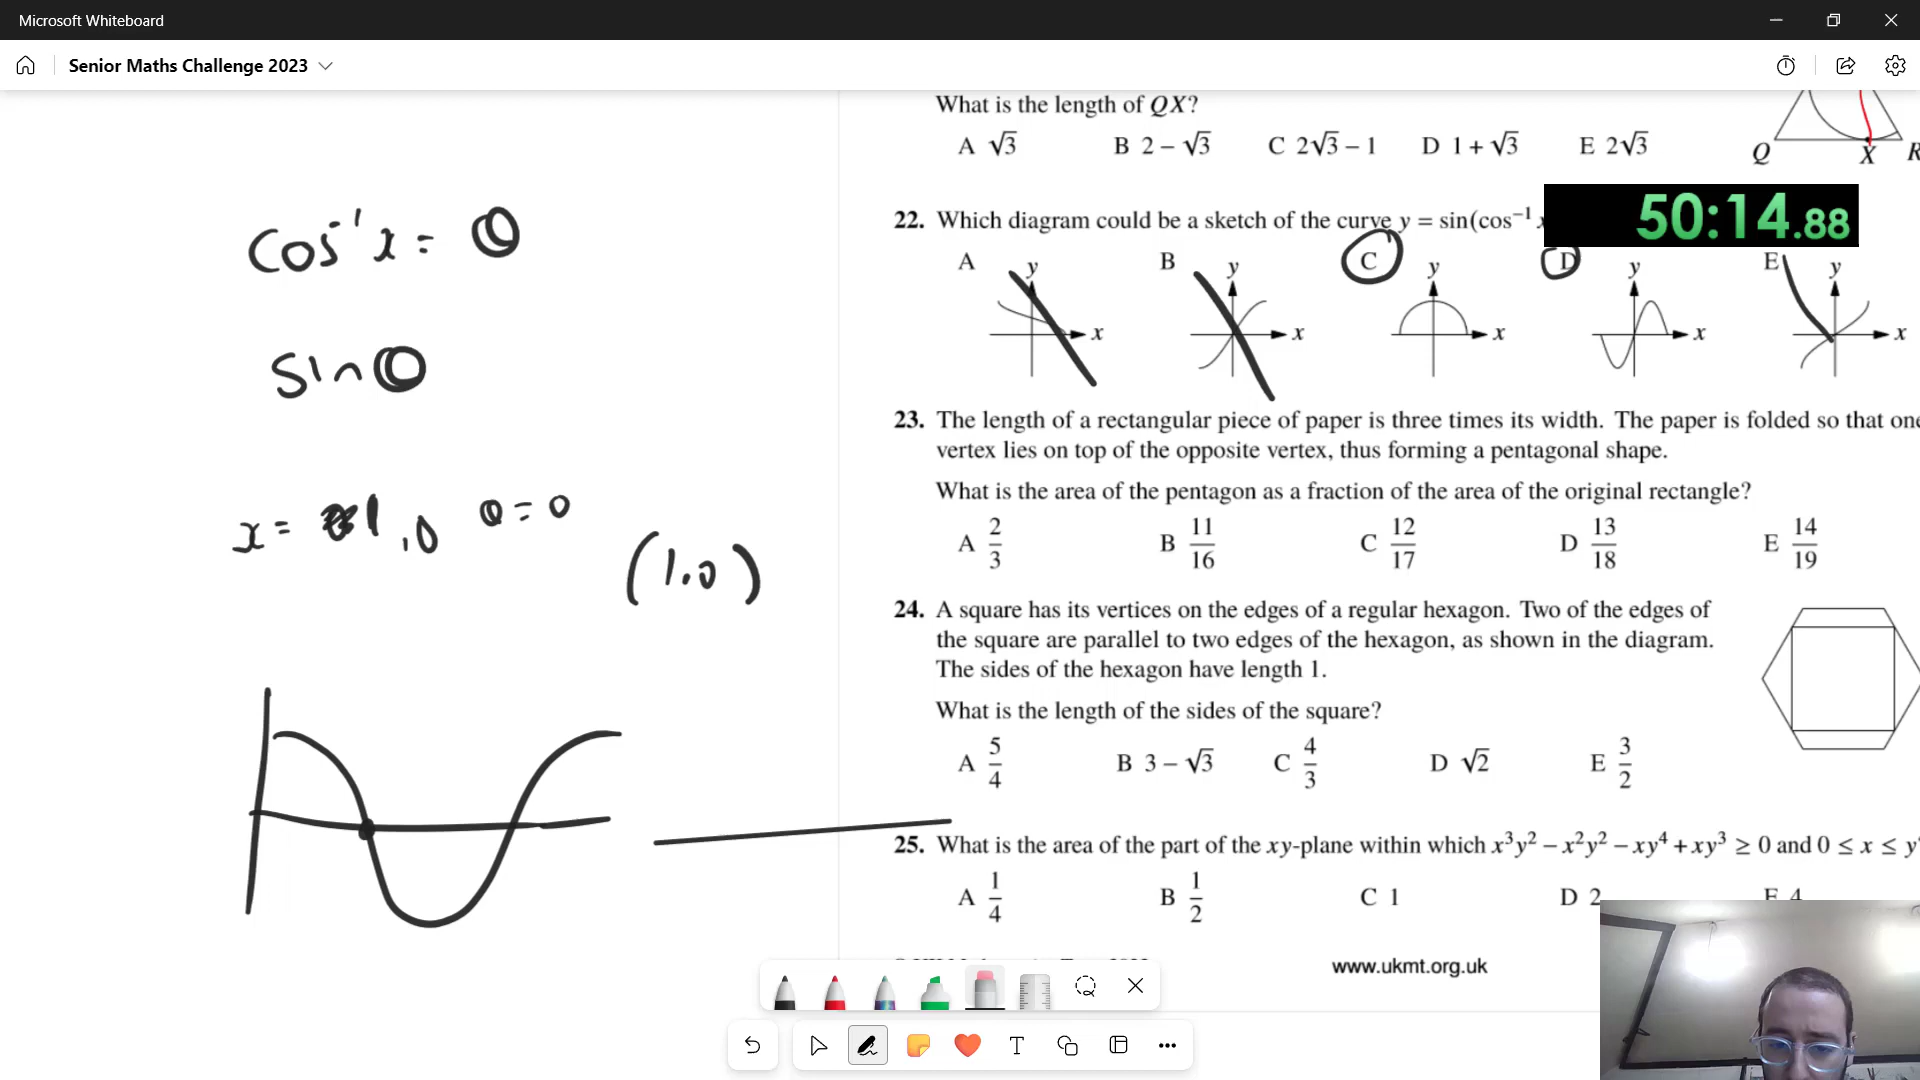 Microsoft Whiteboard
Senior Maths Challenge 2023
What is the length of QX?
A √3 B 2 – √3 C 2√3 – 1 D 1 + √3 E 2√3
Q X R
22. Which diagram could be a sketch of the curve y = sin(cos⁻¹ x
50:14.88
A B C D E
y y y y y
x x x x x
23. The length of a rectangular piece of paper is three times its width. The paper is folded so that one
vertex lies on top of the opposite vertex, thus forming a pentagonal shape.
What is the area of the pentagon as a fraction of the area of the original rectangle?
A 2/3 B 11/16 C 12/17 D 13/18 E 14/19
24. A square has its vertices on the edges of a regular hexagon. Two of the edges of
the square are parallel to two edges of the hexagon, as shown in the diagram.
The sides of the hexagon have length 1.
What is the length of the sides of the square?
A 5/4 B 3 – √3 C 4/3 D √2 E 3/2
25. What is the area of the part of the xy-plane within which x³y² – x²y² – xy⁴ + xy³ ≥ 0 and 0 ≤ x ≤ y
A 1/4 B 1/2 C 1 D 2 E 4
www.ukmt.org.uk
cos⁻¹x = θ
sin θ
x = 1, 0 θ = 0
(1,0)
T